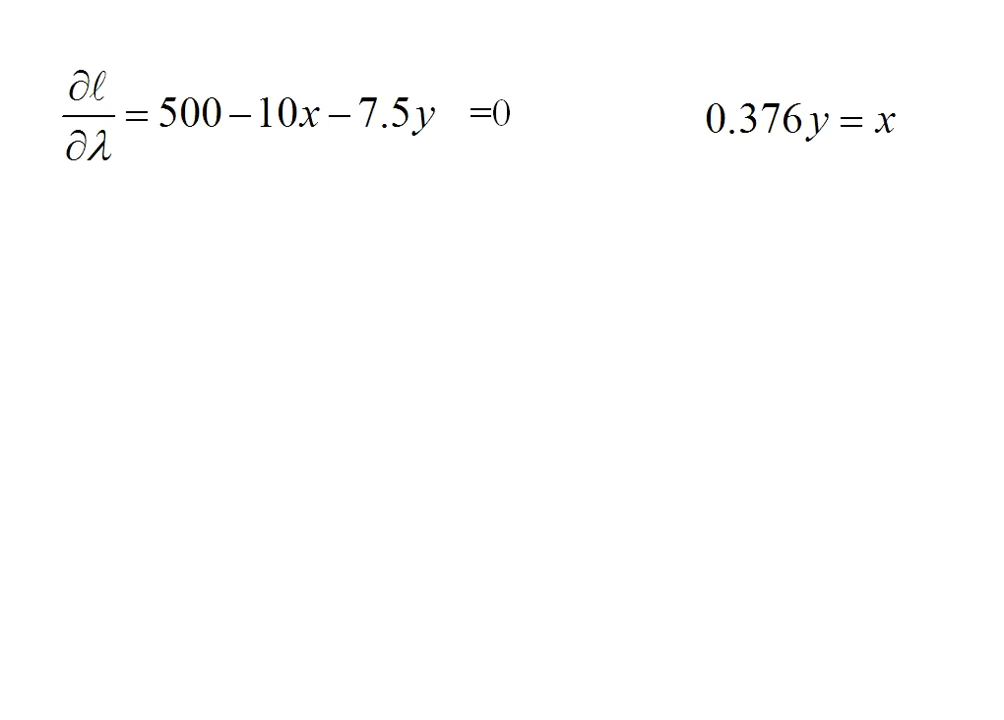 ∂ℓ/∂λ = 500 − 10x − 7.5y =0
0.376y = x